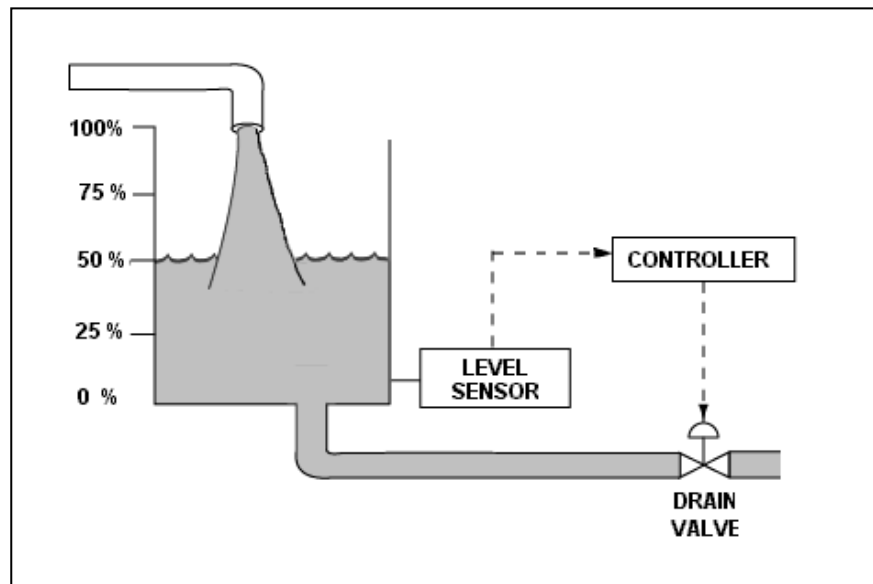 100%
75 %
50 %
25 %
0 %
CONTROLLER
LEVEL
SENSOR
DRAIN
VALVE